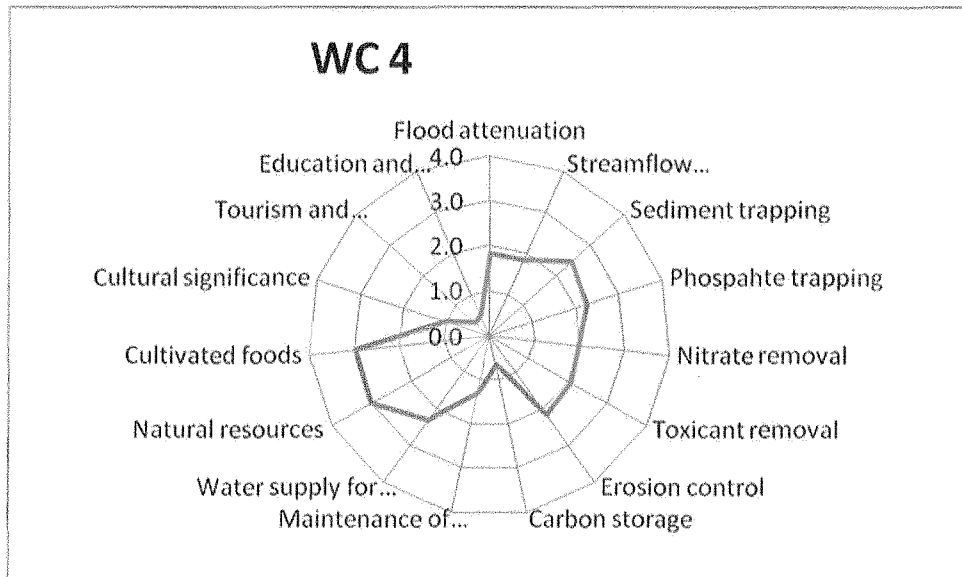 WC 4
Flood attenuation
4.0
Education and...
Streamflow...
3.0
Tourism and...
Sediment trapping
2.0
Cultural significance
Phospahte trapping
1.0
0.0
Cultivated foods
Nitrate removal
Natural resources
Toxicant removal
Water supply for...
Erosion control
Maintenance of...
Carbon storage